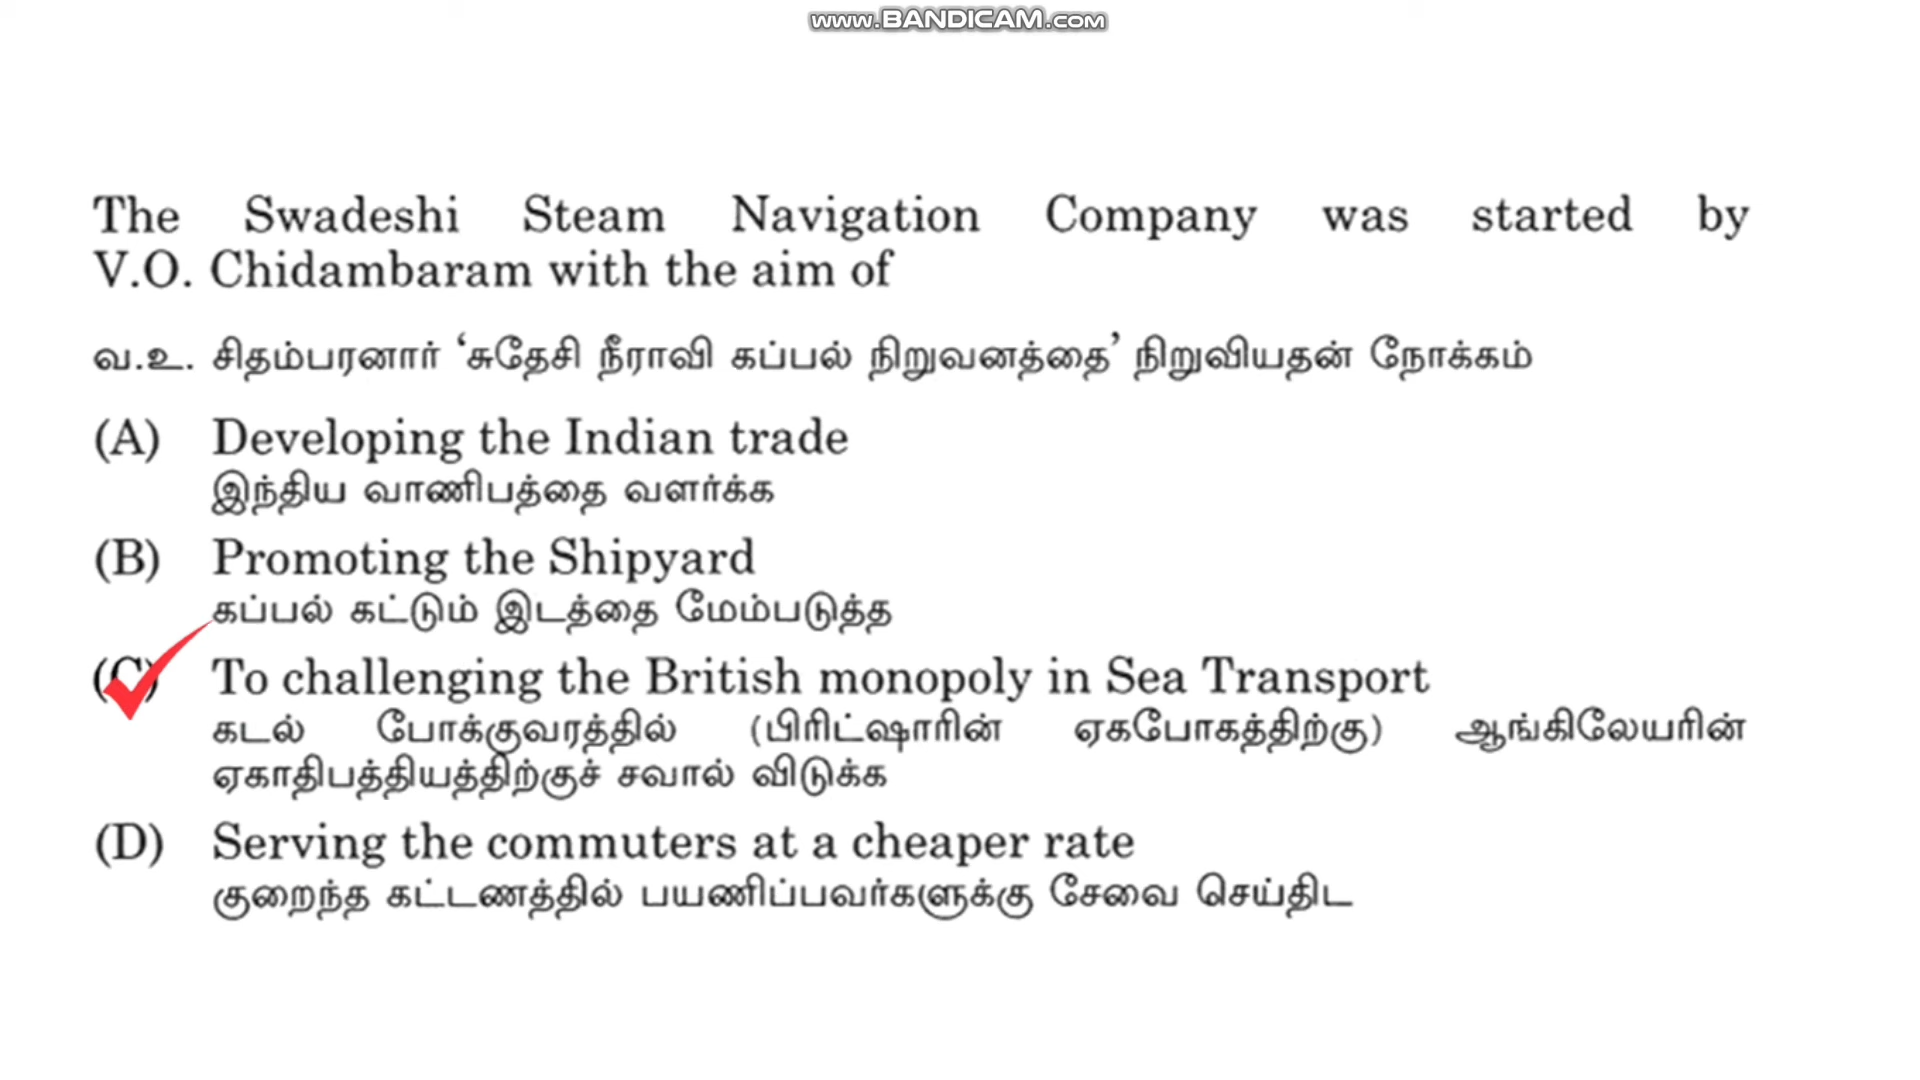 www.BANDICAM.com
The Swadeshi Steam Navigation Company was started by
V.O. Chidambaram with the aim of
வ.உ. சிதம்பரனார் ‘சுதேசி நீராவி கப்பல் நிறுவனத்தை’ நிறுவியதன் நோக்கம்
(A) Developing the Indian trade
இந்திய வாணிபத்தை வளர்க்க
(B) Promoting the Shipyard
கப்பல் கட்டும் இடத்தை மேம்படுத்த
(C) To challenging the British monopoly in Sea Transport
கடல் போக்குவரத்தில் (பிரிட்ஷாரின் ஏகபோகத்திற்கு) ஆங்கிலேயரின்
ஏகாதிபத்தியத்திற்குச் சவால் விடுக்க
(D) Serving the commuters at a cheaper rate
குறைந்த கட்டணத்தில் பயணிப்பவர்களுக்கு சேவை செய்திட